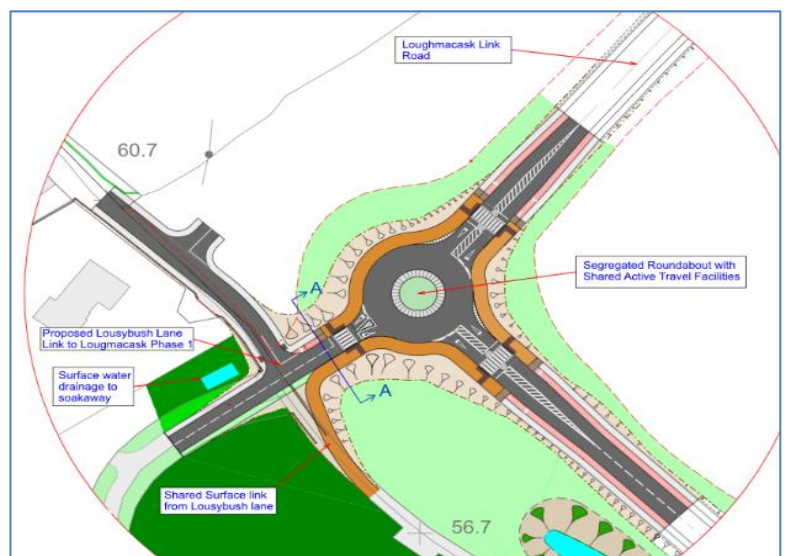 Loughmacask Link
Road
60.7
Segregated Roundabout with
Shared Active Travel Facilities
A
Proposed Lousybush Lane
Link to Lougmacask Phase 1
Surface water
drainage to
soakaway
A
Shared Surface link
from Lousybush lane
56.7